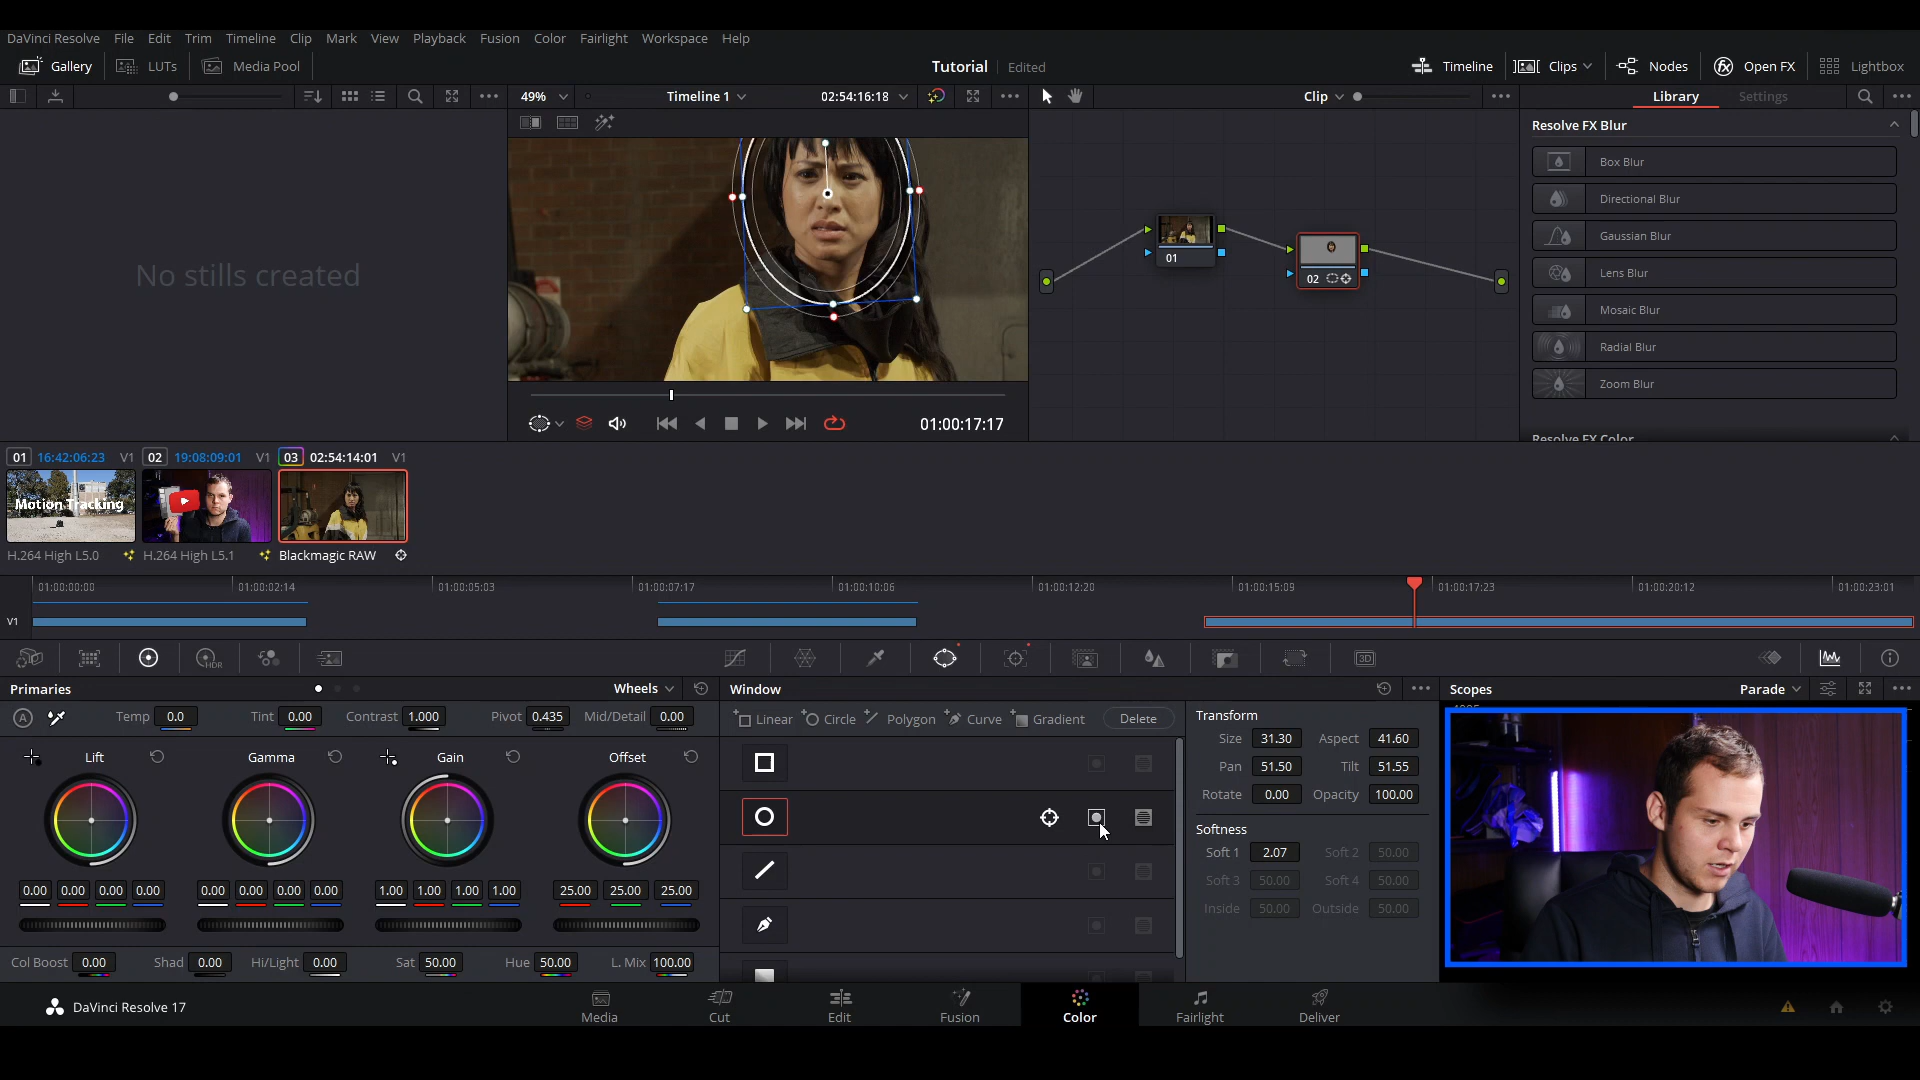 DaVinci Resolve File Edit Trim Timeline Clip Mark View Playback Fusion Color Fairlight Workspace Help
Gallery LUTs Media Pool Tutorial Edited Timeline Clips Nodes Open FX Lightbox
49% Timeline 1 02:54:16:18 Clip Library Settings
Resolve FX Blur
Box Blur
Directional Blur
Gaussian Blur
Lens Blur
Mosaic Blur
Radial Blur
Zoom Blur
Resolve FX Color
No stills created
01
02
01:00:17:17
01 16:42:06:23 V1 02 19:08:09:01 V1 03 02:54:14:01 V1
Motion Tracking
H.264 High L5.0 H.264 High L5.1 Blackmagic RAW
01:00:00:00 01:00:02:14 01:00:05:03 01:00:07:17 01:00:10:06 01:00:12:20 01:00:15:09 01:00:17:23 01:00:20:12 01:00:23:01
V1
HDR
3D
Primaries Wheels Window Scopes Parade
A Temp 0.0 Tint 0.00 Contrast 1.000 Pivot 0.435 Mid/Detail 0.00
Linear Circle Polygon Curve Gradient Delete
Transform
Size 31.30 Aspect 41.60
Pan 51.50 Tilt 51.55
Rotate 0.00 Opacity 100.00
Softness
Soft 1 2.07 Soft 2 50.00
Soft 3 50.00 Soft 4 50.00
Inside 50.00 Outside 50.00
Lift Gamma Gain Offset
0.00 0.00 0.00 0.00 0.00 0.00 0.00 0.00 1.00 1.00 1.00 1.00 25.00 25.00 25.00
Col Boost 0.00 Shad 0.00 Hi/Light 0.00 Sat 50.00 Hue 50.00 L. Mix 100.00
DaVinci Resolve 17
Media Cut Edit Fusion Color Fairlight Deliver